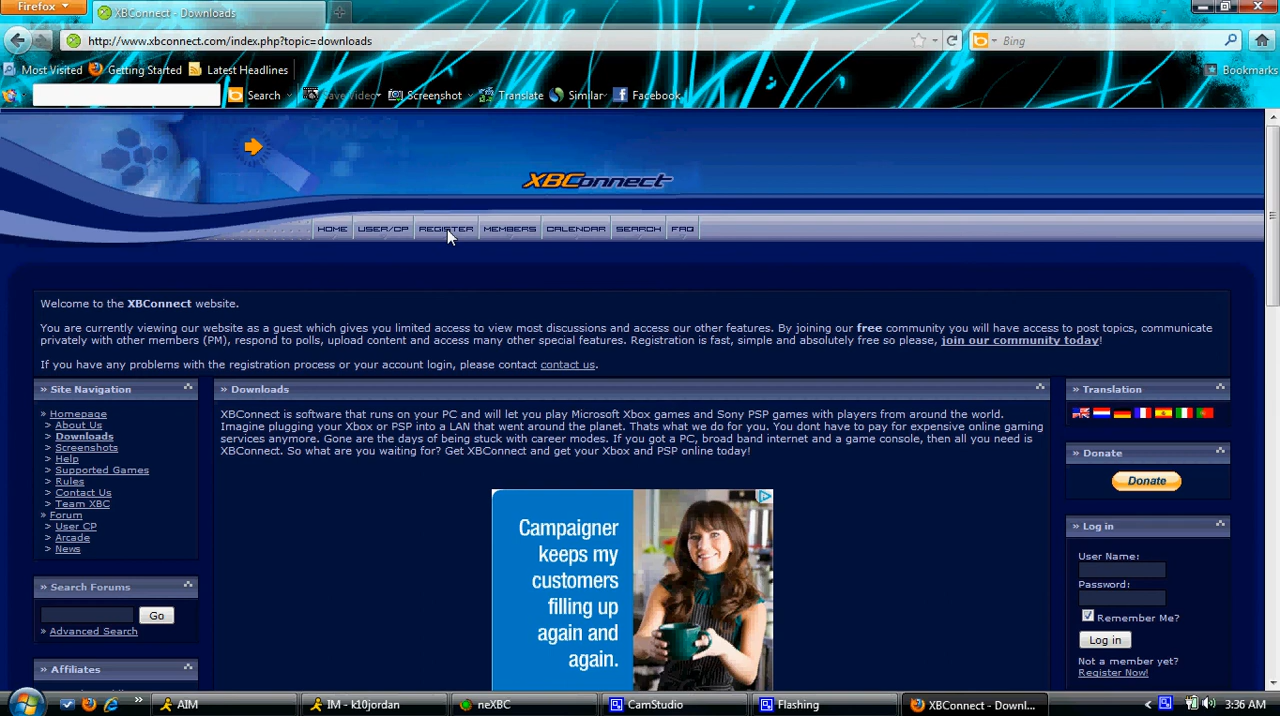 Firefox
XBConnect - Downloads
http://www.xbconnect.com/index.php?topic=downloads
Bing
Most Visited
Getting Started
Latest Headlines
Bookmarks
Search
Save video
Screenshot
Translate
Similar
Facebook
XBConnect
HOME
USER/CP
REGISTER
MEMBERS
CALENDAR
SEARCH
FAQ
Welcome to the XBConnect website.
You are currently viewing our website as a guest which gives you limited access to view most discussions and access our other features. By joining our free community you will have access to post topics, communicate
privately with other members (PM), respond to polls, upload content and access many other special features. Registration is fast, simple and absolutely free so please, join our community today!
If you have any problems with the registration process or your account login, please contact contact us.
» Site Navigation
» Homepage
> About Us
> Downloads
> Screenshots
> Help
> Supported Games
> Rules
> Contact Us
> Team XBC
» Forum
> User CP
> Arcade
> News
» Search Forums
Go
» Advanced Search
» Affiliates
» Downloads
XBConnect is software that runs on your PC and will let you play Microsoft Xbox games and Sony PSP games with players from around the world.
Imagine plugging your Xbox or PSP into a LAN that went around the planet. Thats what we do for you. You dont have to pay for expensive online gaming
services anymore. Gone are the days of being stuck with career modes. If you got a PC, broad band internet and a game console, then all you need is
XBConnect. So what are you waiting for? Get XBConnect and get your Xbox and PSP online today!
Campaigner
keeps my
customers
filling up
again and
again.
» Translation
» Donate
Donate
» Log in
User Name:
Password:
Remember Me?
Log in
Not a member yet?
Register Now!
AIM
IM - k10jordan
neXBC
CamStudio
Flashing
XBConnect - Downl...
3:36 AM